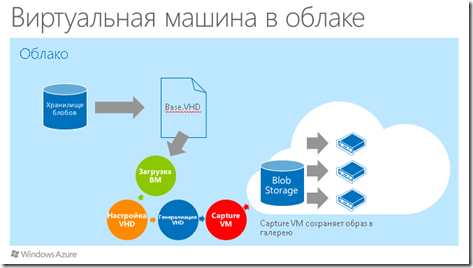 Виртуальная машина в облаке
Облако
Хранилище
блобов
Base.VHD
Загрузка
ВМ
Настройка
VHD
Генерализация
VHD
Capture
VM
Blob
Storage
Capture VM сохраняет образ в
галерею
Windows Azure